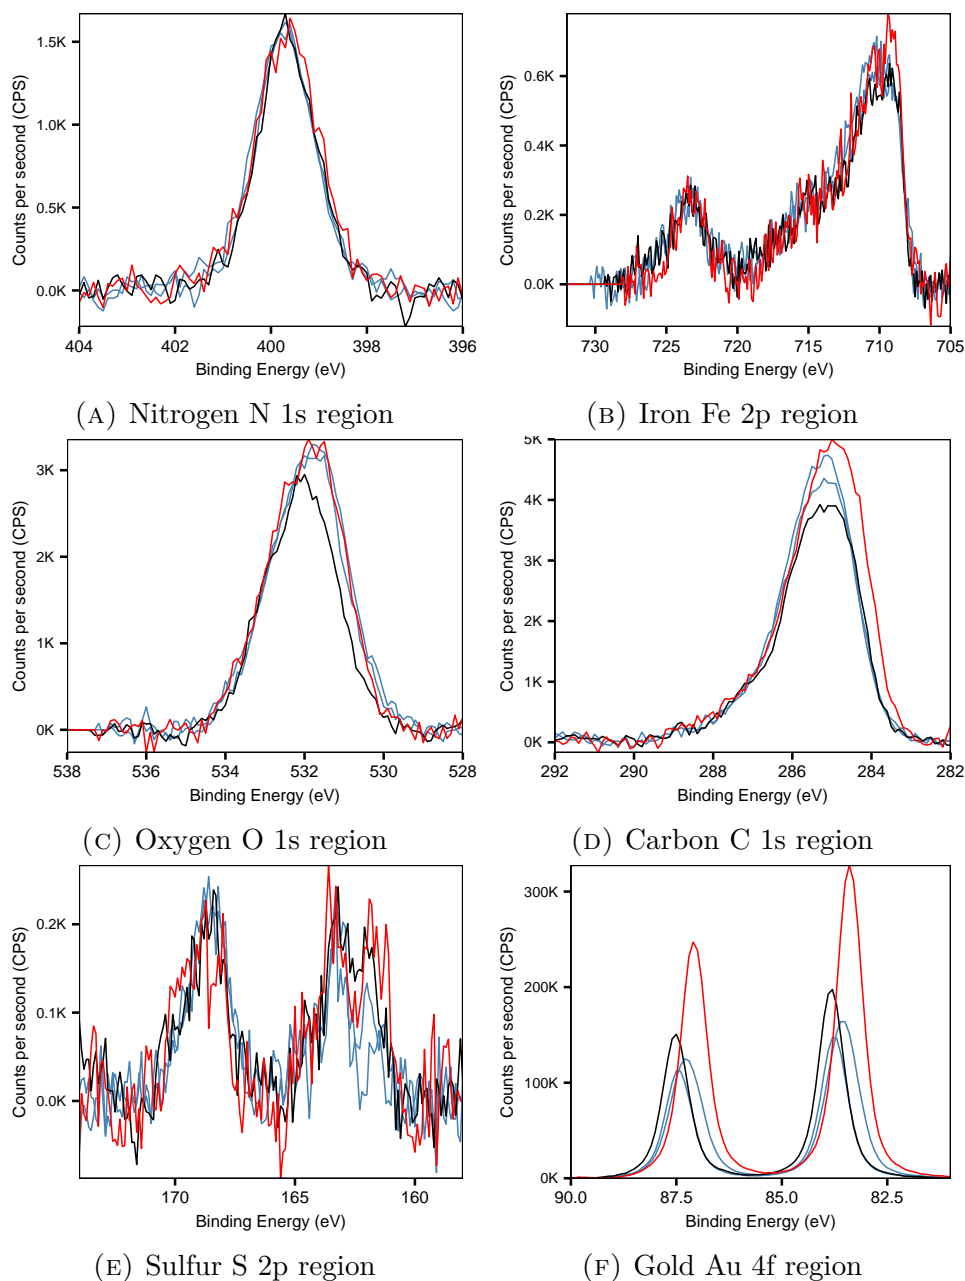 1.5K
1.0K
0.5K
0.0K
Counts per second (CPS)
404 402 400 398 396
Binding Energy (eV)
(A) Nitrogen N 1s region
0.6K
0.4K
0.2K
0.0K
Counts per second (CPS)
730 725 720 715 710 705
Binding Energy (eV)
(B) Iron Fe 2p region
3K
2K
1K
0K
Counts per second (CPS)
538 536 534 532 530 528
Binding Energy (eV)
(C) Oxygen O 1s region
5K
4K
3K
2K
1K
0K
Counts per second (CPS)
292 290 288 286 284 282
Binding Energy (eV)
(D) Carbon C 1s region
0.2K
0.1K
0.0K
Counts per second (CPS)
170 165 160
Binding Energy (eV)
(E) Sulfur S 2p region
300K
200K
100K
0K
Counts per second (CPS)
90.0 87.5 85.0 82.5
Binding Energy (eV)
(F) Gold Au 4f region